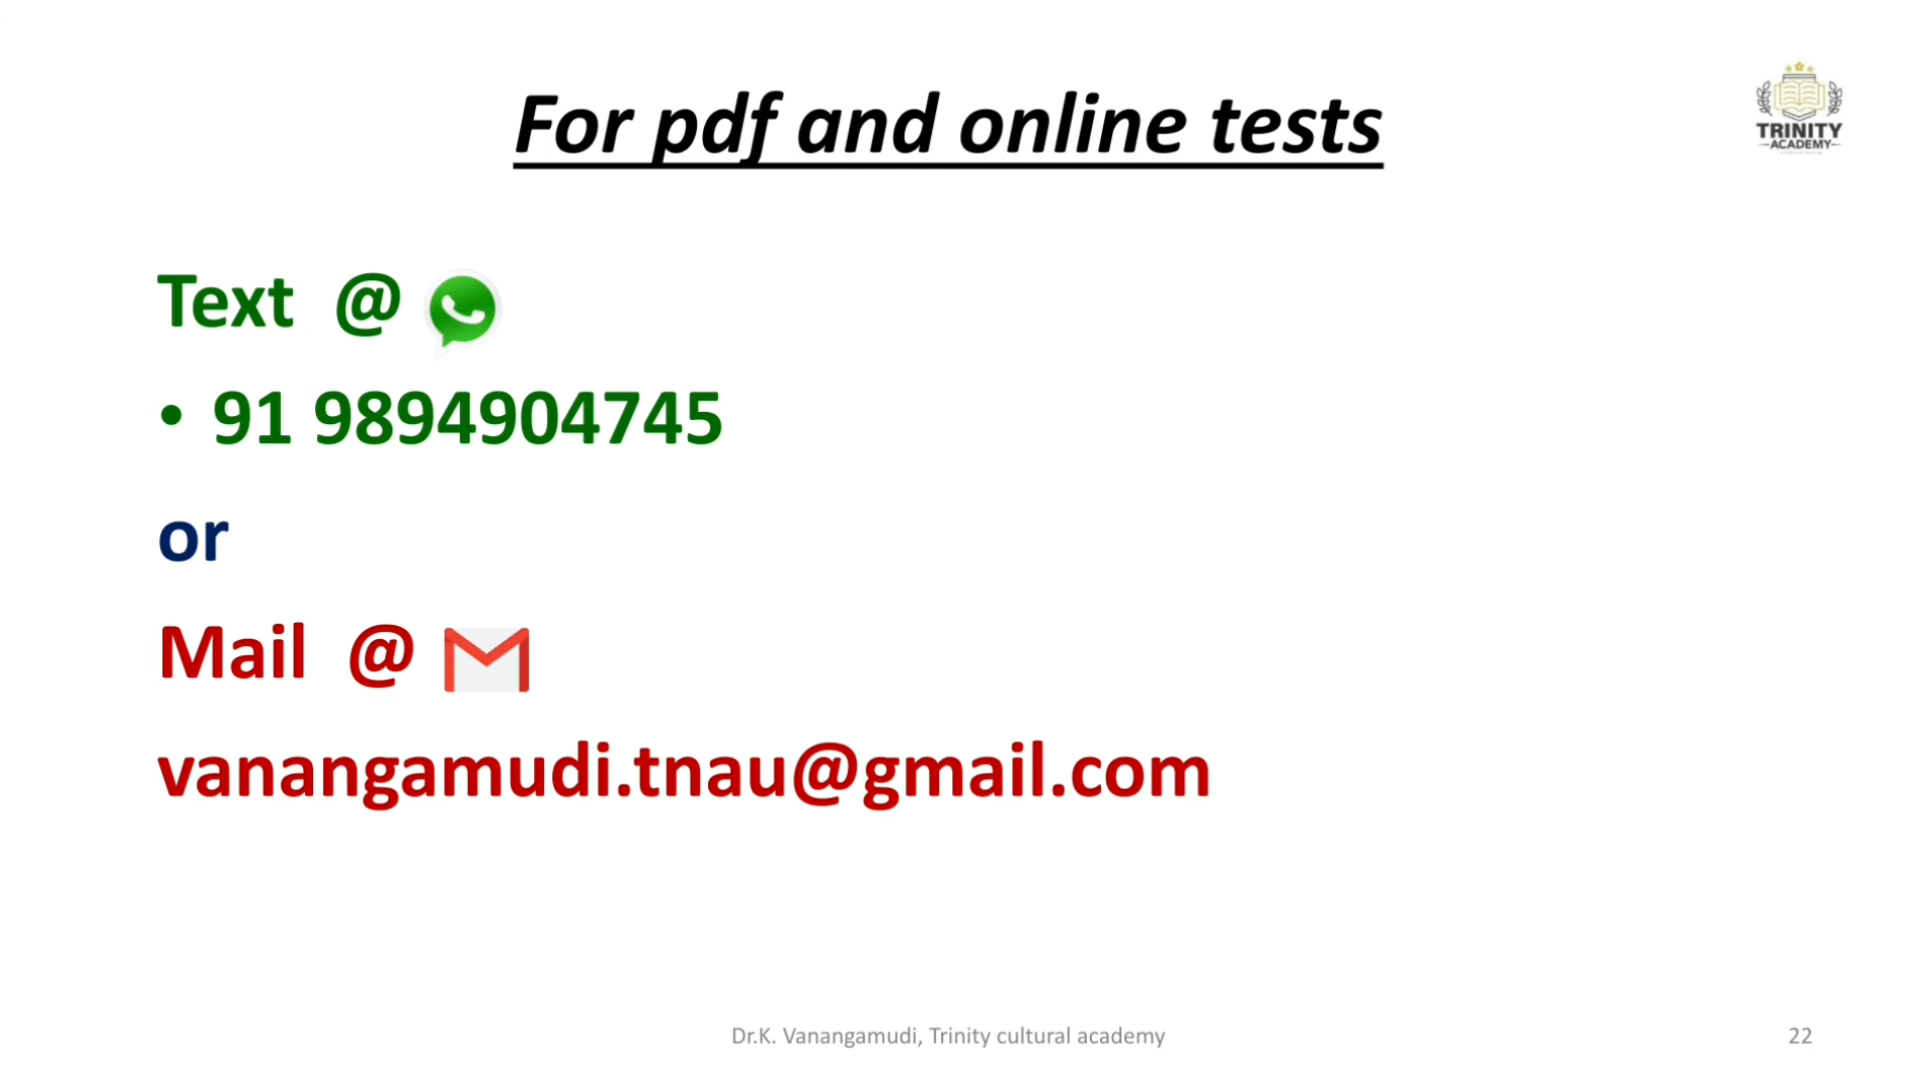 For pdf and online tests
TRINITY
ACADEMY
Text @
• 91 9894904745
or
Mail @
vanangamudi.tnau@gmail.com
Dr.K. Vanangamudi, Trinity cultural academy
22